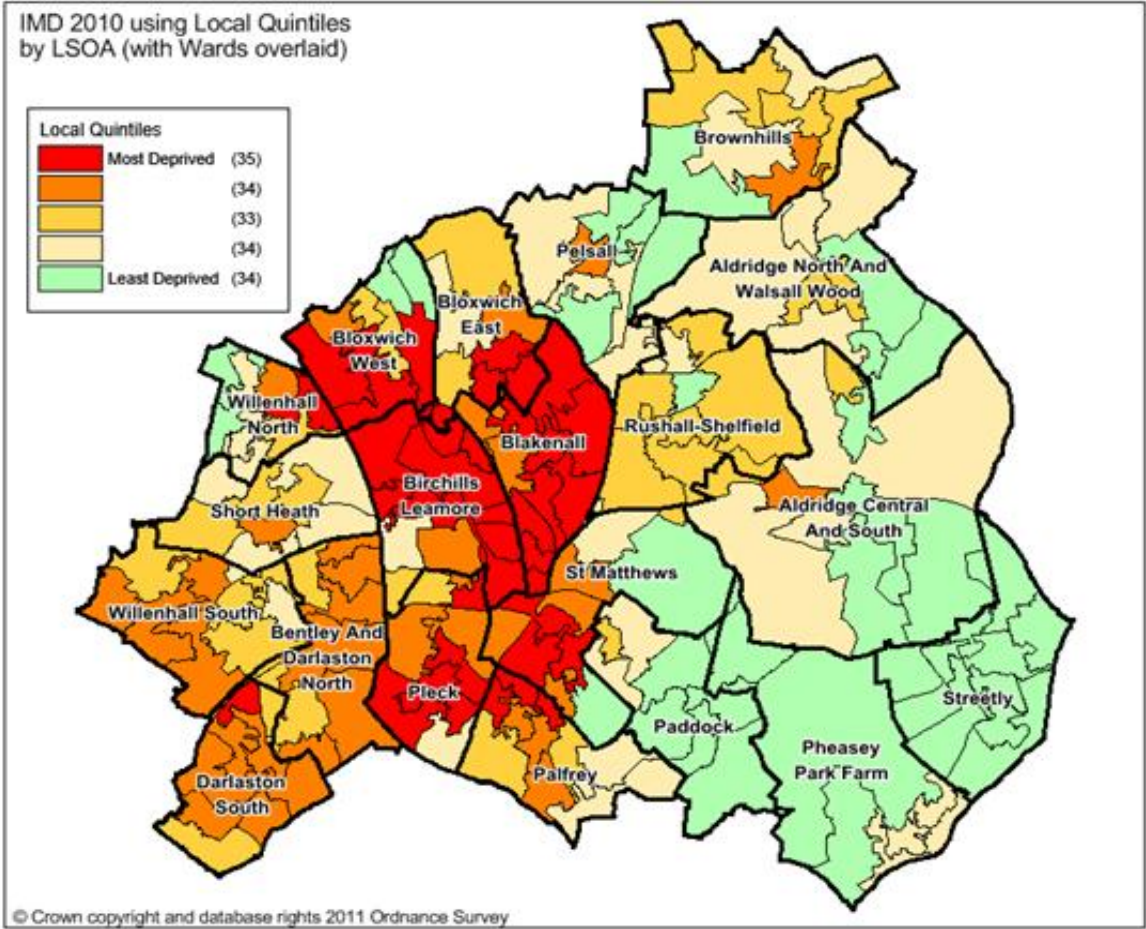 IMD 2010 using Local Quintiles
by LSOA (with Wards overlaid)
Local Quintiles
Most Deprived (35)
(34)
(33)
(34)
Least Deprived (34)
Brownhills
Pelsall
Aldridge North And
Walsall Wood
Bloxwich
East
Bloxwich
West
Willenhall
North
Blakenall
Rushall-Shelfield
Birchills
Leamore
Short Heath
Aldridge Central
And South
St Matthews
Willenhall South
Bentley And
Darlaston
North
Pleck
Streetly
Paddock
Pheasey
Park Farm
Palfrey
Darlaston
South
© Crown copyright and database rights 2011 Ordnance Survey